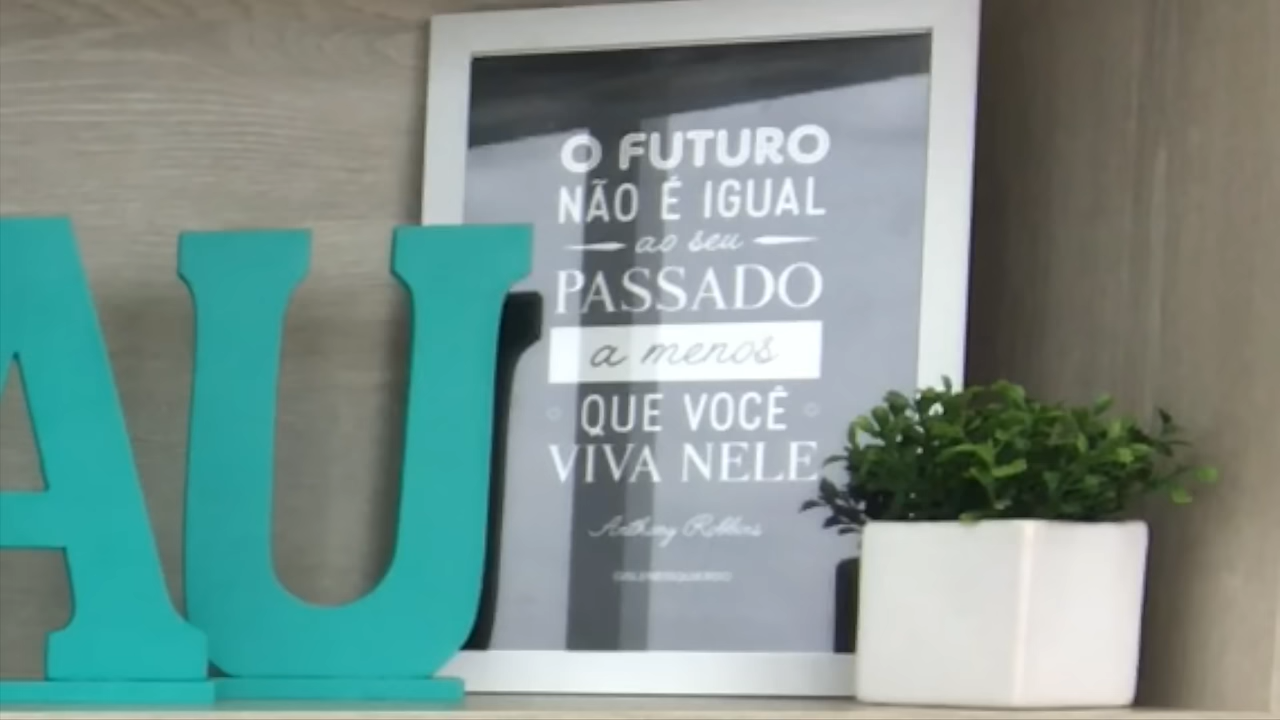 AU
O FUTURO
NÃO É IGUAL
ao seu
PASSADO
a menos
QUE VOCÊ
VIVA NELE
Anthony Robbins